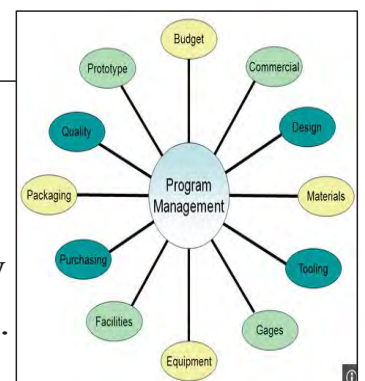 Budget
Prototype
Commercial
Quality
Design
Program
Management
Packaging
Materials
Purchasing
Tooling
Facilities
Gages
Equipment